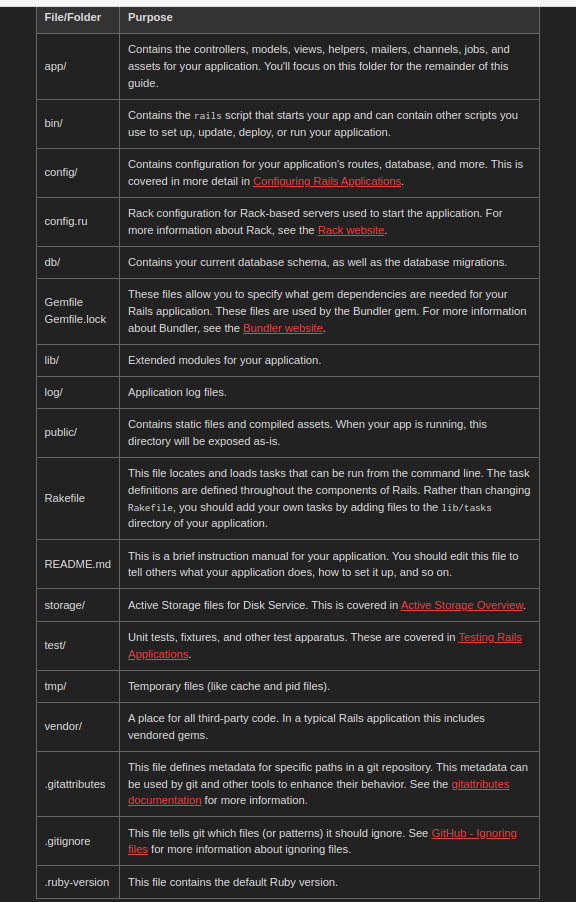 File/Folder Purpose
app/ Contains the controllers, models, views, helpers, mailers, channels, jobs, and
assets for your application. You'll focus on this folder for the remainder of this
guide.
bin/ Contains the rails script that starts your app and can contain other scripts you
use to set up, update, deploy, or run your application.
config/ Contains configuration for your application's routes, database, and more. This is
covered in more detail in Configuring Rails Applications.
config.ru Rack configuration for Rack-based servers used to start the application. For
more information about Rack, see the Rack website.
db/ Contains your current database schema, as well as the database migrations.
Gemfile
Gemfile.lock
These files allow you to specify what gem dependencies are needed for your
Rails application. These files are used by the Bundler gem. For more information
about Bundler, see the Bundler website.
lib/ Extended modules for your application.
log/ Application log files.
public/ Contains static files and compiled assets. When your app is running, this
directory will be exposed as-is.
Rakefile This file locates and loads tasks that can be run from the command line. The task
definitions are defined throughout the components of Rails. Rather than changing
Rakefile, you should add your own tasks by adding files to the lib/tasks
directory of your application.
README.md This is a brief instruction manual for your application. You should edit this file to
tell others what your application does, how to set it up, and so on.
storage/ Active Storage files for Disk Service. This is covered in Active Storage Overview.
test/ Unit tests, fixtures, and other test apparatus. These are covered in Testing Rails
Applications.
tmp/ Temporary files (like cache and pid files).
vendor/ A place for all third-party code. In a typical Rails application this includes
vendored gems.
.gitattributes This file defines metadata for specific paths in a git repository. This metadata can
be used by git and other tools to enhance their behavior. See the gitattributes
documentation for more information.
.gitignore This file tells git which files (or patterns) it should ignore. See GitHub - Ignoring
files for more information about ignoring files.
.ruby-version This file contains the default Ruby version.